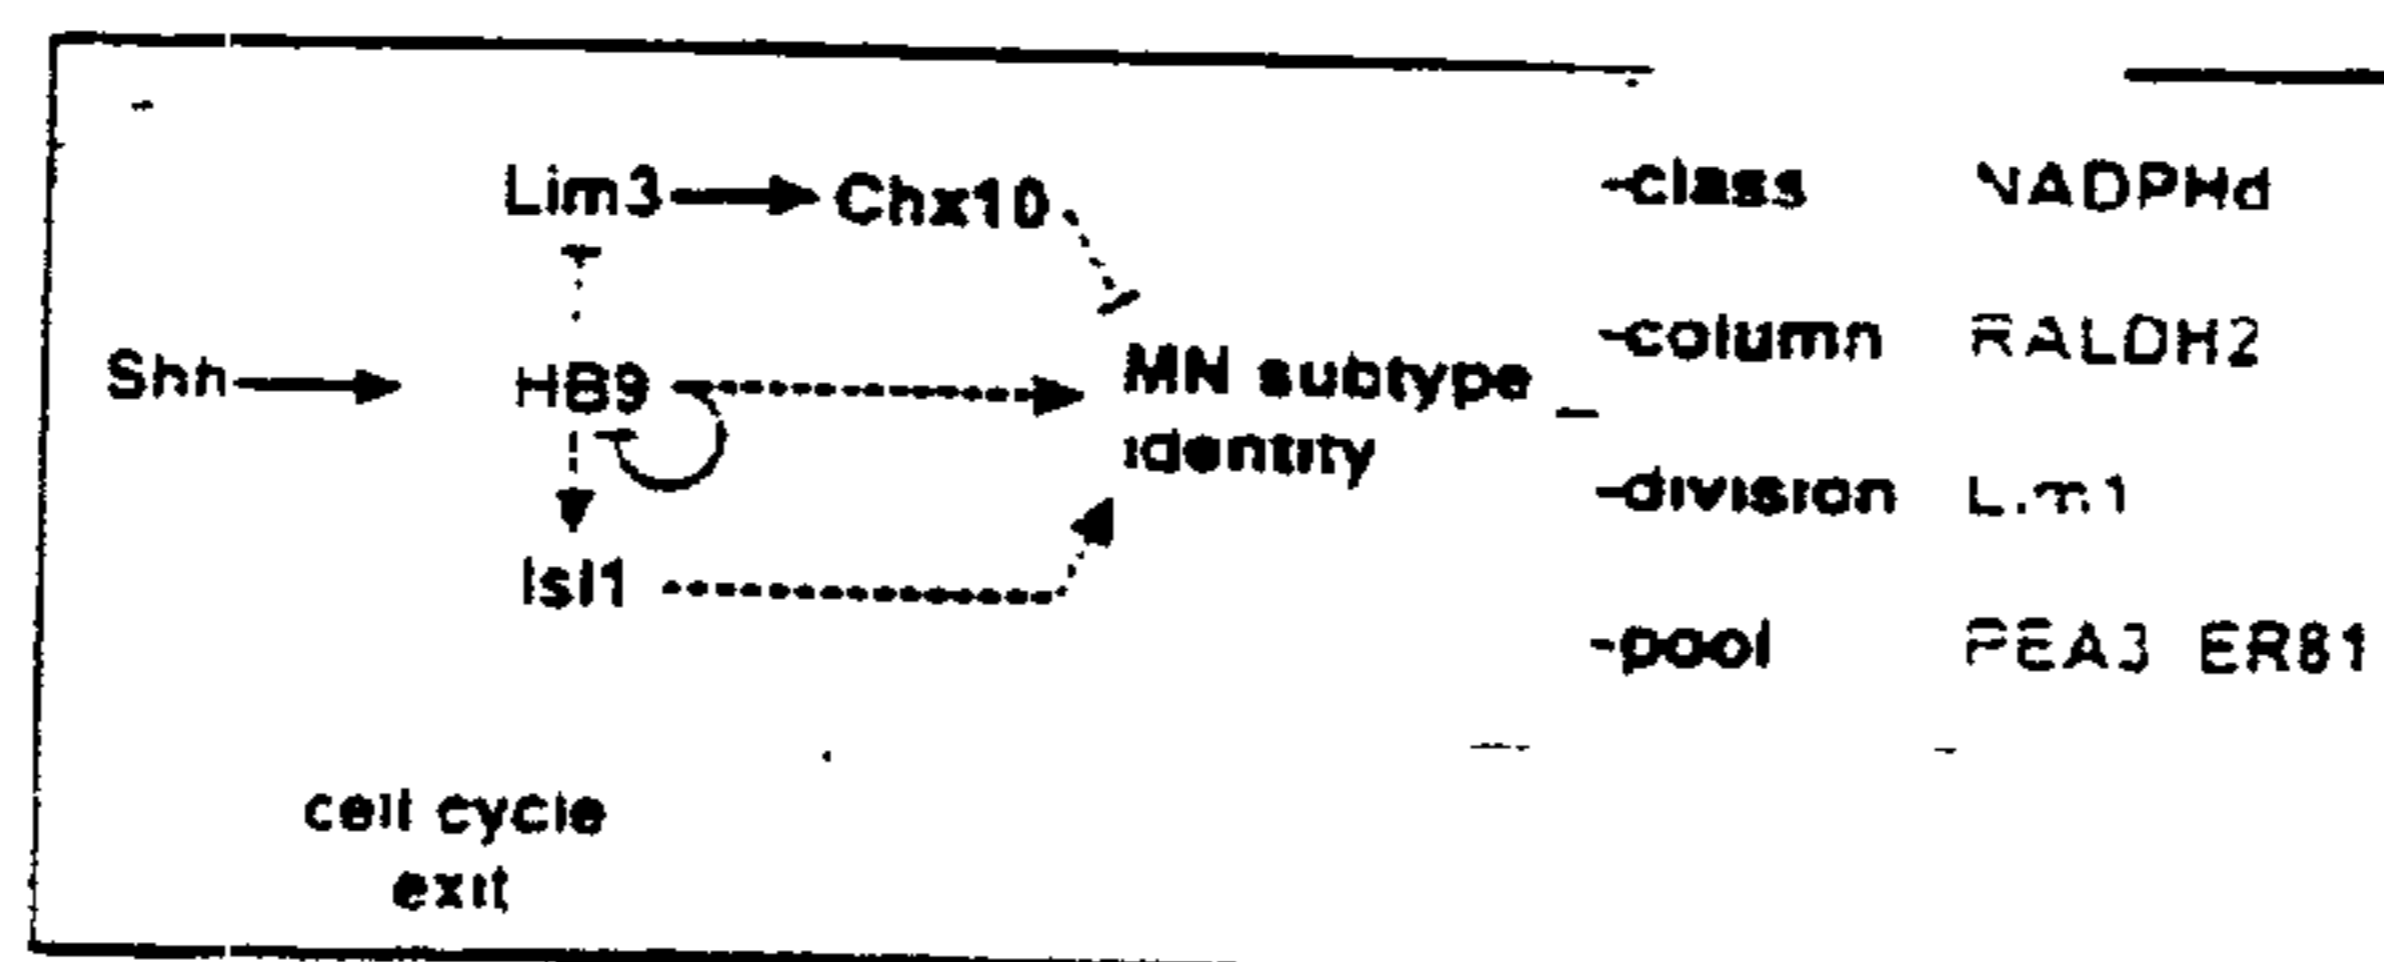 Lim3 Chx10 -class NADPHd
Shh HB9 MN subtype identity -column RALDH2
-division Lim1
Isl1 -pool PEA3 ER81
cell cycle
exit